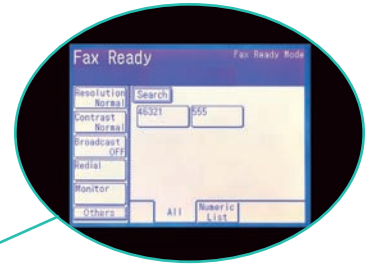 Fax Ready
Fax Ready Mode
Resolution
Normal
Contrast
Normal
Broadcast
OFF
Redial
Monitor
Others
Search
46321
555
All
Numeric
List